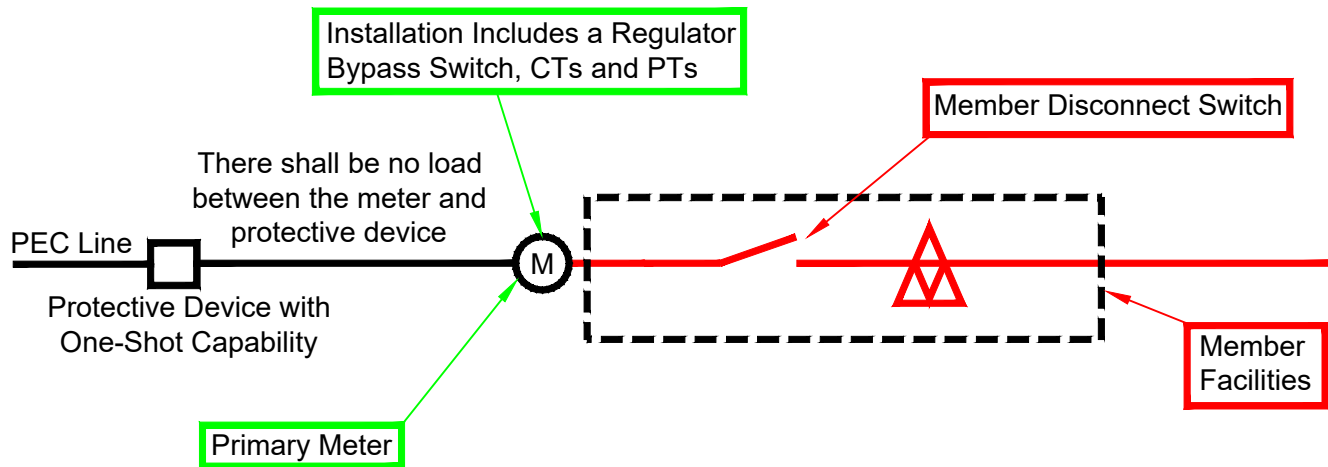 Installation Includes a Regulator
Bypass Switch, CTs and PTs
Member Disconnect Switch
There shall be no load
between the meter and
protective device
PEC Line
M
Protective Device with
One-Shot Capability
Member
Facilities
Primary Meter